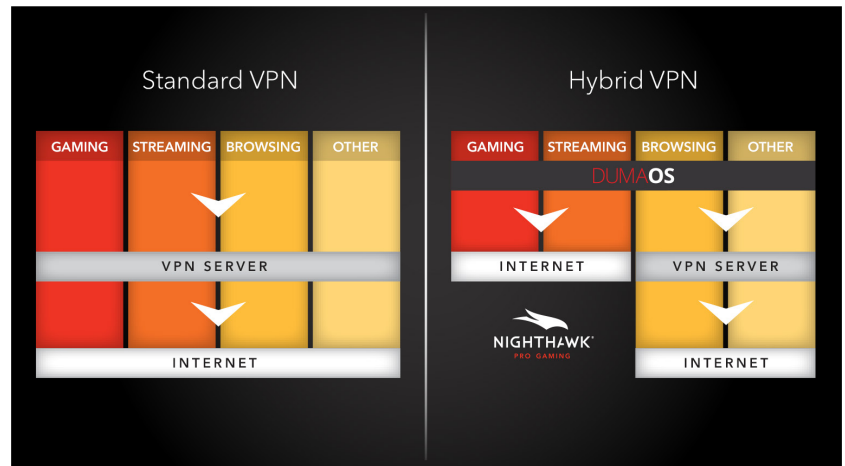 Standard VPN
GAMING STREAMING BROWSING OTHER
VPN SERVER
INTERNET
Hybrid VPN
GAMING STREAMING BROWSING OTHER
DUMAOS
INTERNET VPN SERVER
NIGHTHAWK®
PRO GAMING
INTERNET